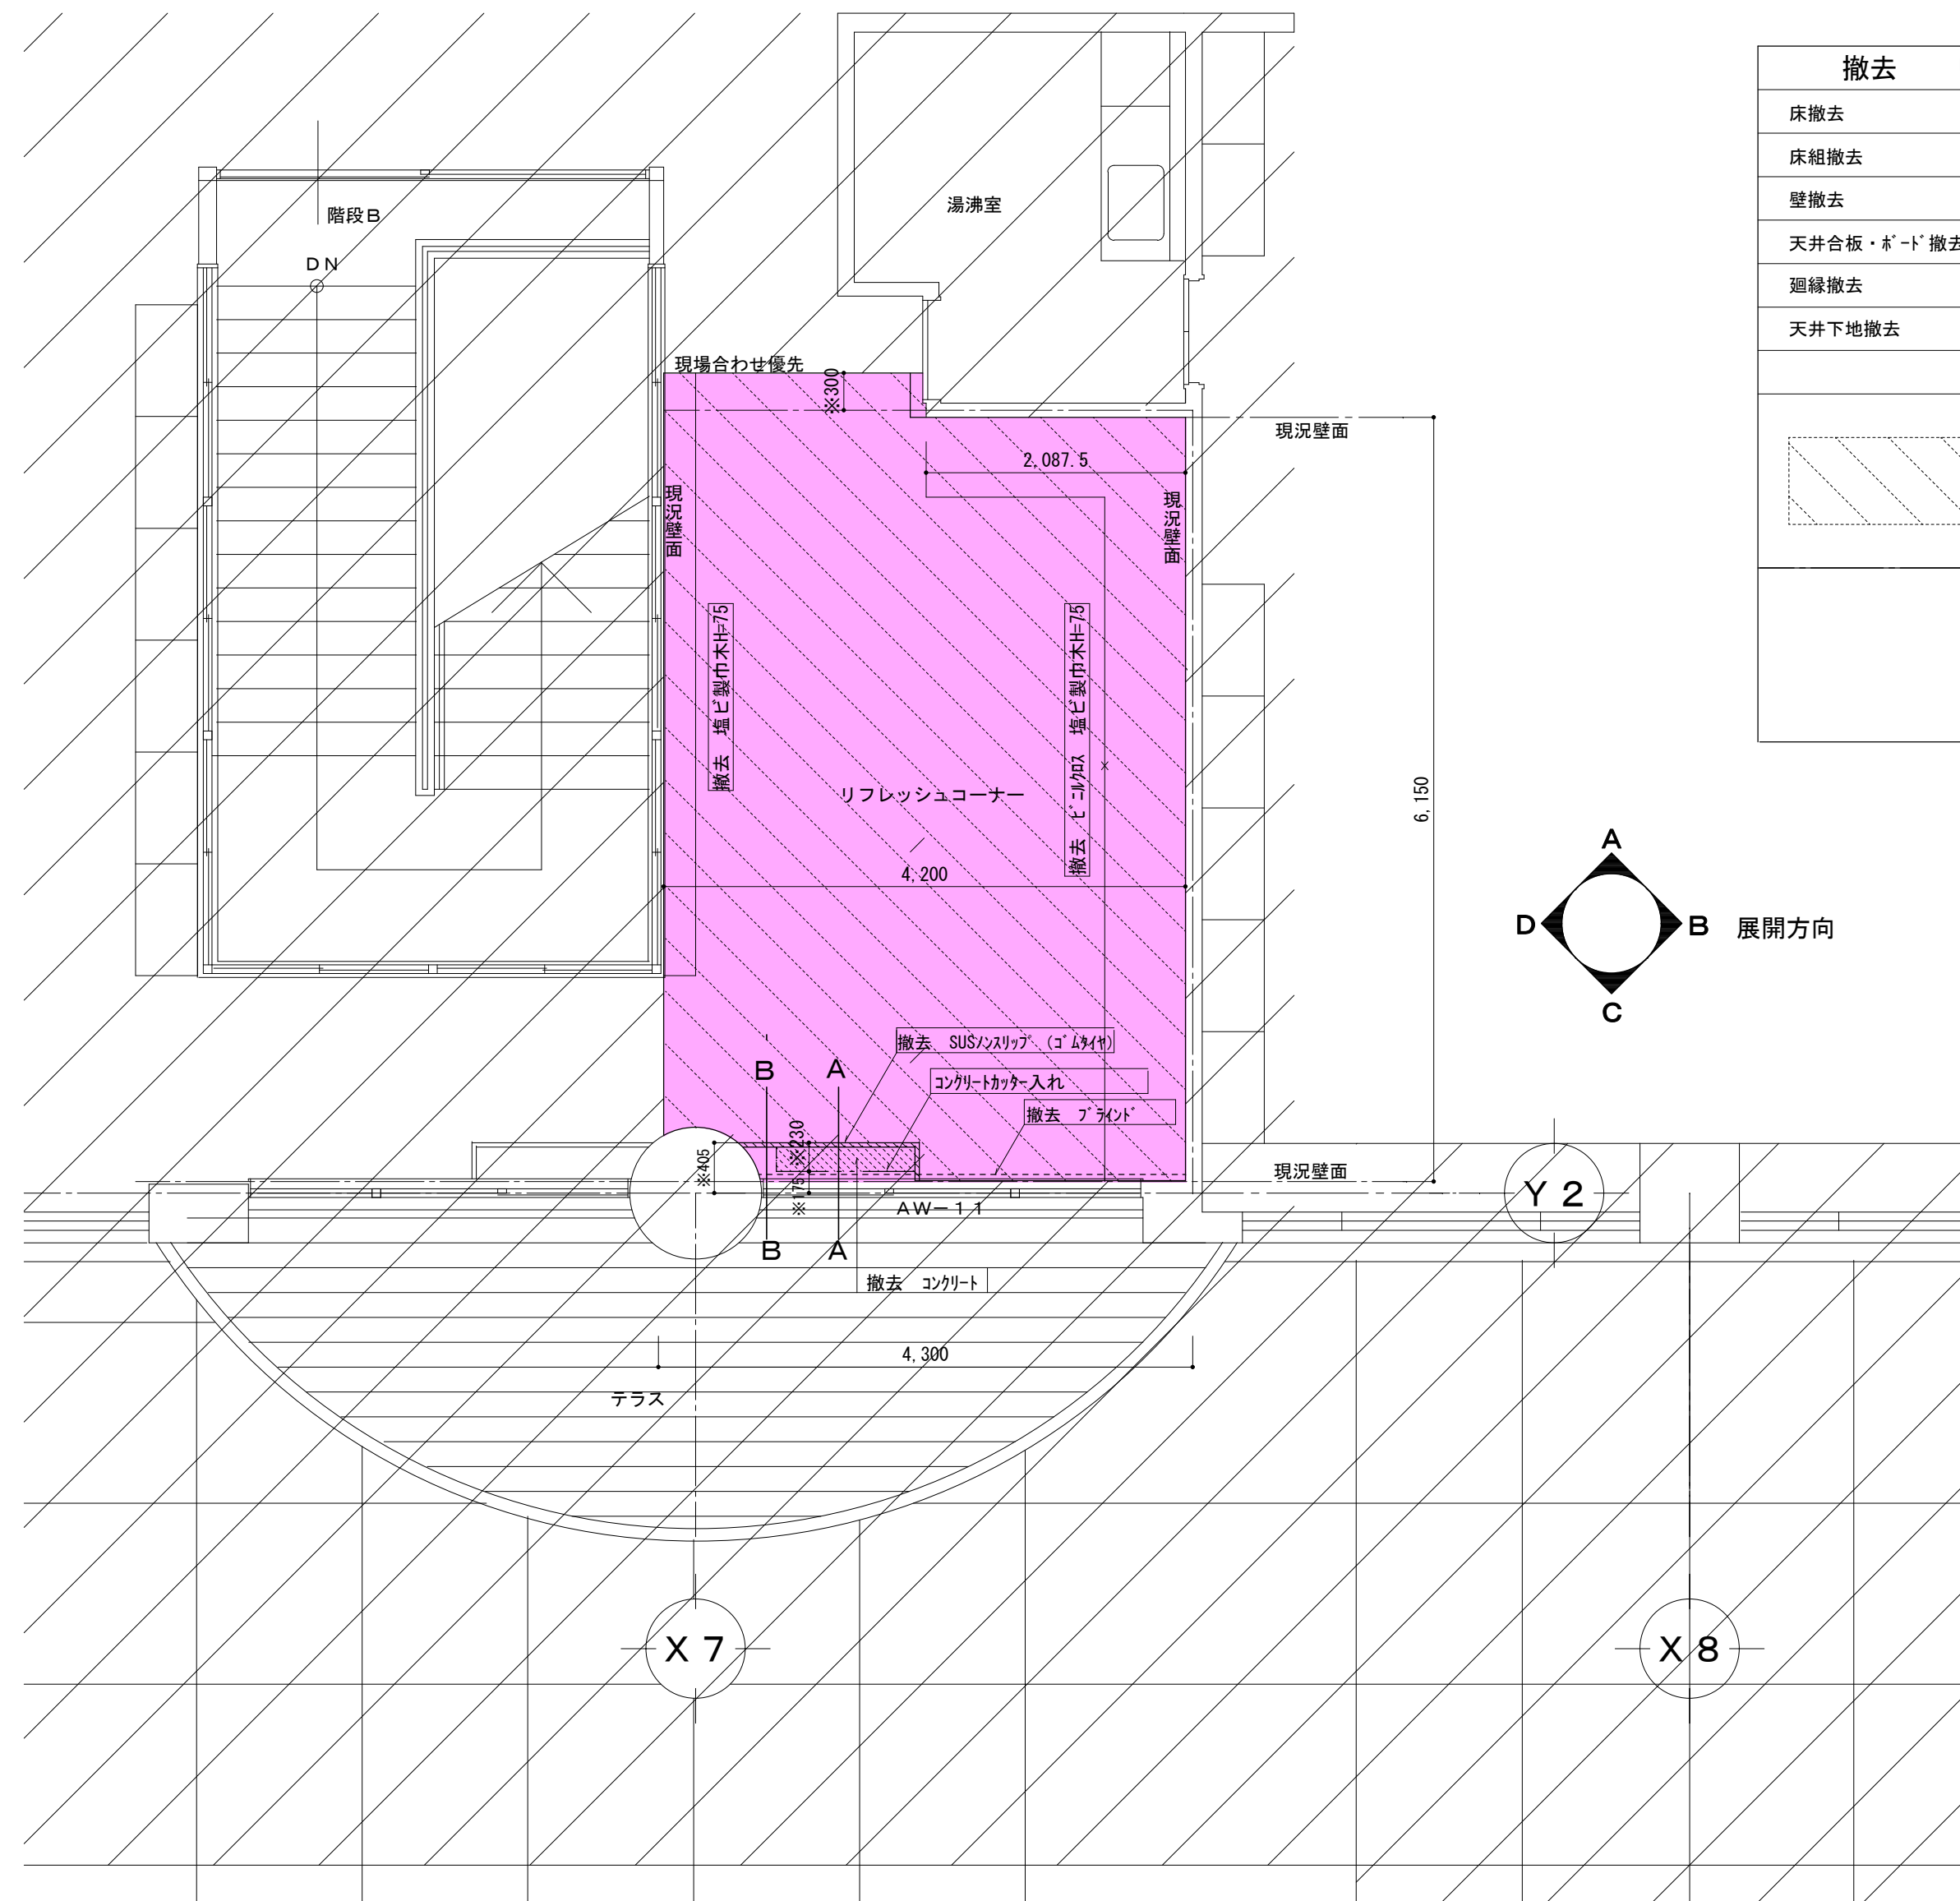 撤去
床撤去
床組撤去
壁撤去
天井合板・ﾎﾞｰﾄﾞ撤去
廻縁撤去
天井下地撤去
階段Ｂ
ＤＮ
湯沸室
現場合わせ優先
※300
現況壁面
2,087.5
現況壁面
現況壁面
撤去　塩ビ製巾木H=75
撤去　ﾋﾞﾆﾙｸﾛｽ　塩ビ製巾木H=75
リフレッシュコーナー
4,200
6,150
A
D
B
C
展開方向
撤去　SUSﾉﾝｽﾘｯﾌﾟ（ｺﾞﾑﾀｲﾔ）
ｺﾝｸﾘｰﾄｶｯﾀｰ入れ
撤去　ﾌﾞﾗｲﾝﾄﾞ
B
A
※405
※230
※175
現況壁面
Ｙ２
ＡＷ－１１
B
A
撤去　ｺﾝｸﾘｰﾄ
4,300
テラス
Ｘ７
Ｘ８